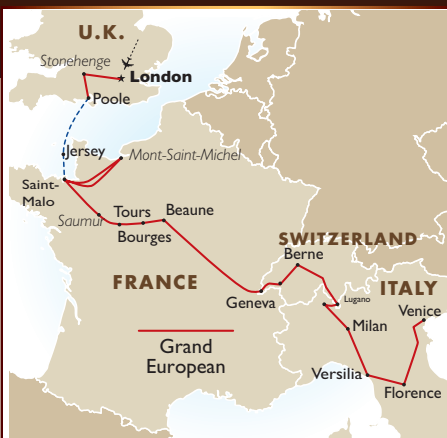 U.K.
Stonehenge
London
Poole
Jersey
Mont-Saint-Michel
Saint-
Malo
Saumur
Tours
Beaune
Bourges
SWITZERLAND
Berne
FRANCE
ITALY
Geneva
Lugano
Venice
Milan
Grand
European
Versilia
Florence